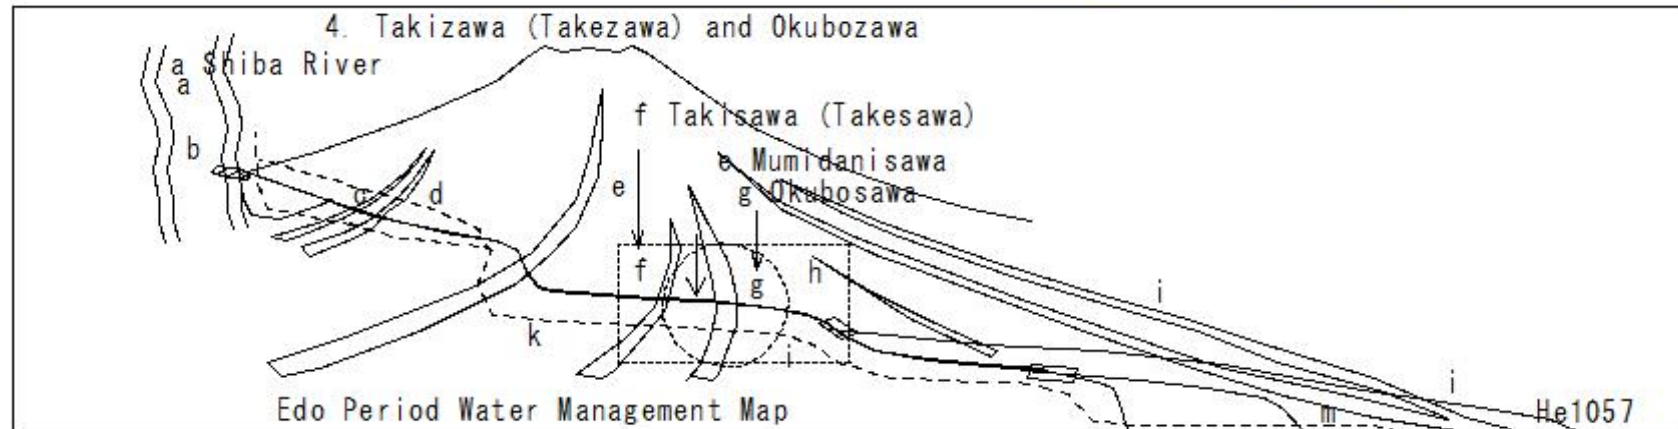 4. Takizawa (Takezawa) and Okubozawa
a Shiba River
a
f Takisawa (Takesawa)
b
e Mumidanisawa
e
g Okubosawa
c
d
f
g
h
i
k
l
i
Edo Period Water Management Map
m
He1057